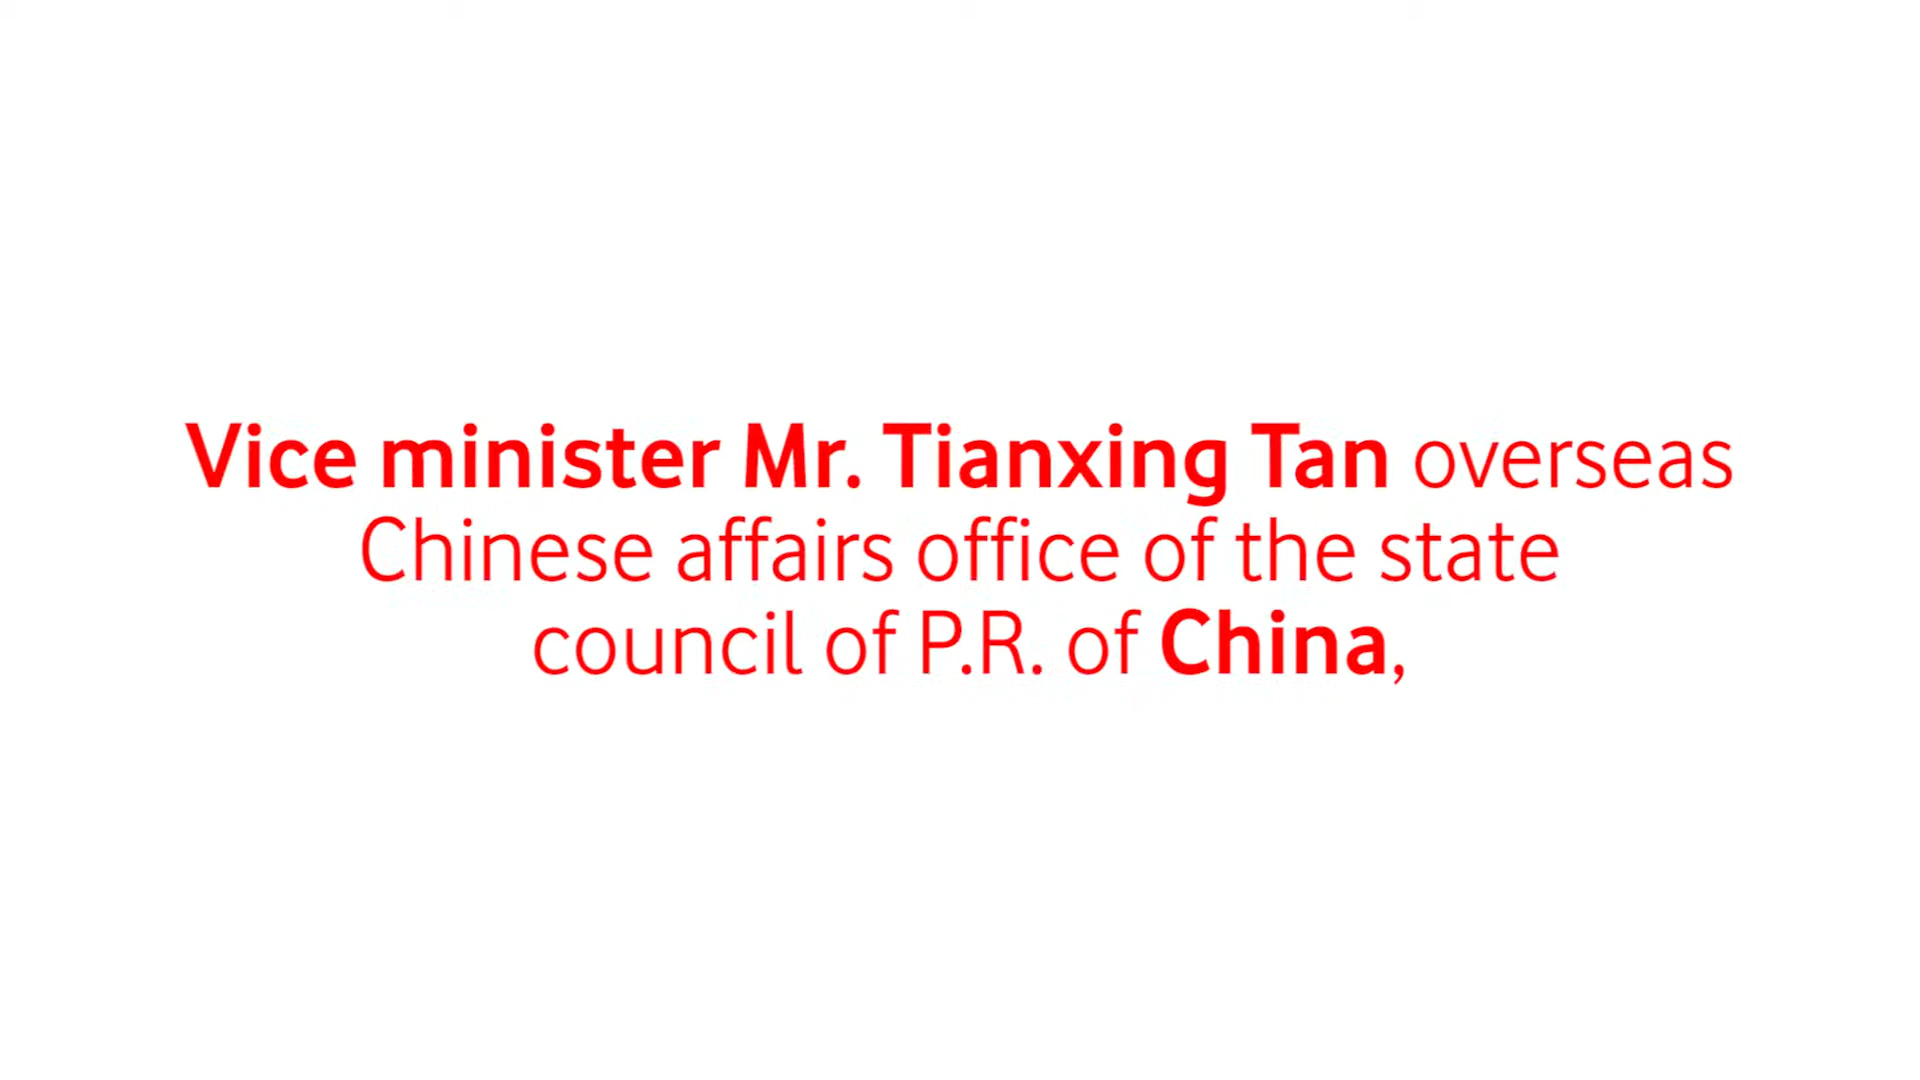 Vice minister Mr. Tianxing Tan overseas
Chinese affairs office of the state
council of P.R. of China,